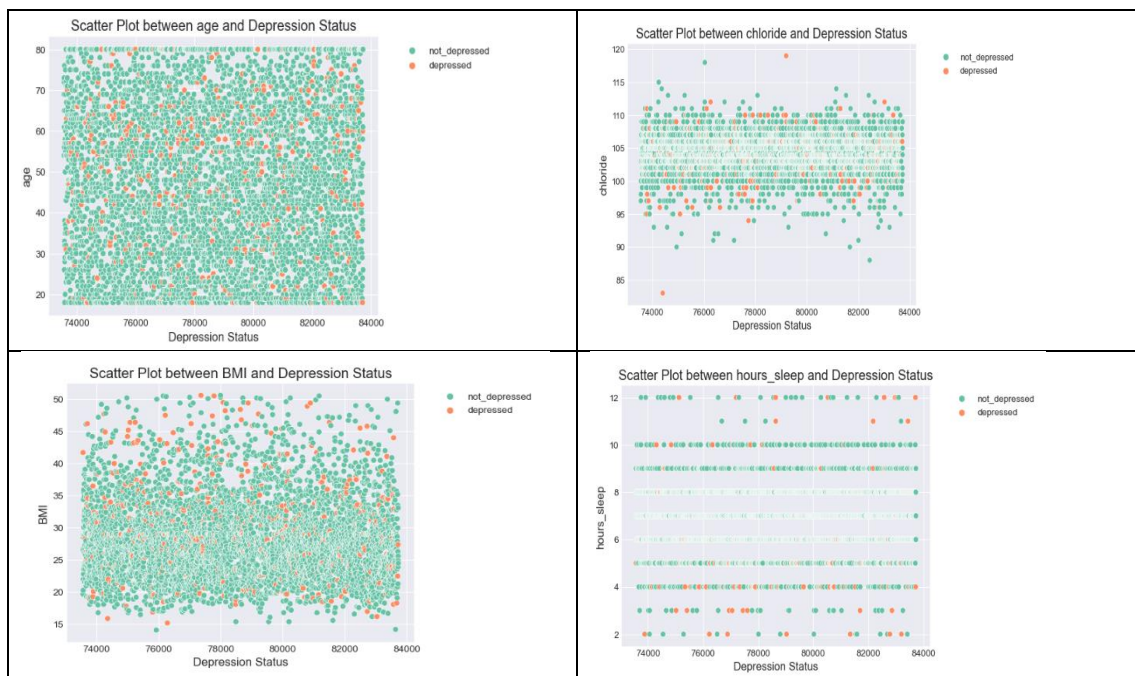 Scatter Plot between age and Depression Status
80
70
60
50
40
30
20
age
74000 76000 78000 80000 82000 84000
Depression Status
not_depressed
depressed
Scatter Plot between chloride and Depression Status
120
115
110
105
100
95
90
85
chloride
74000 76000 78000 80000 82000 84000
Depression Status
not_depressed
depressed
Scatter Plot between BMI and Depression Status
50
45
40
35
30
25
20
15
BMI
74000 76000 78000 80000 82000 84000
Depression Status
not_depressed
depressed
Scatter Plot between hours_sleep and Depression Status
12
10
8
6
4
2
hours_sleep
74000 76000 78000 80000 82000 84000
Depression Status
not_depressed
depressed